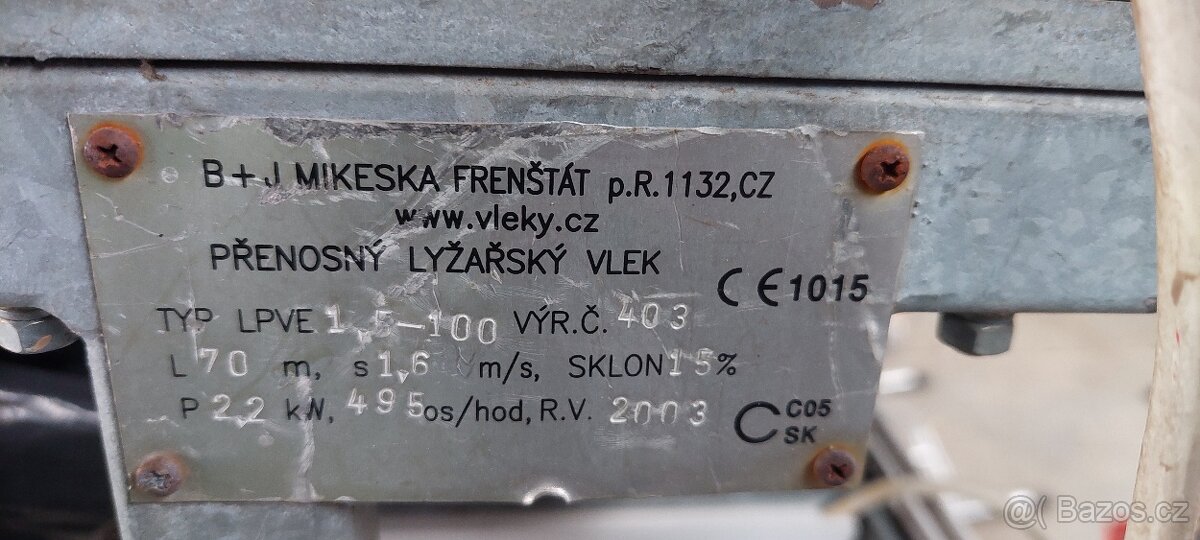 B+J MIKESKA FRENŠTÁT p.R.1132,CZ
www.vleky.cz
PŘENOSNÝ LYŽAŘSKÝ VLEK
CE 1015
TYP LPVE 1,5-100 VÝR.Č. 403
L 70 m, s 1,6 m/s, SKLON 15%
P 2.2 kW, 495 os/hod, R.V. 2003
C C05
SK
@ Bazos.cz